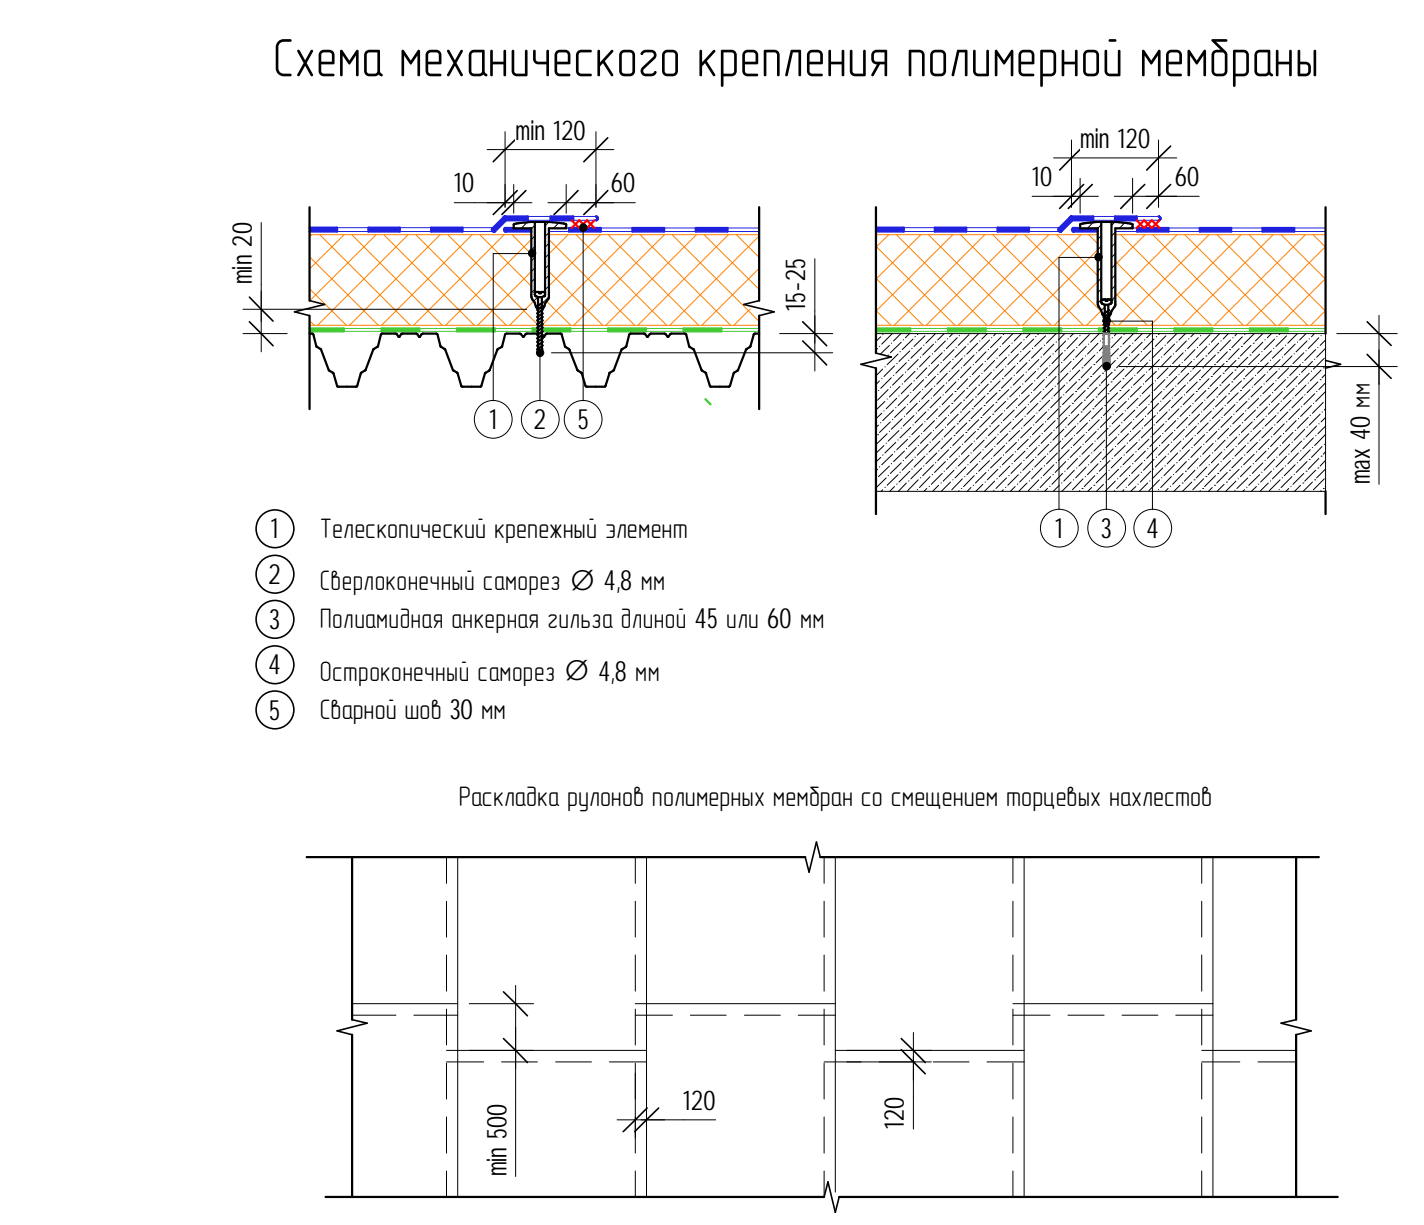 Схема механического крепления полимерной мембраны
min 120
10
60
min 20
15-25
1
2
5
min 120
10
60
max 40 мм
1
3
4
1 Телескопический крепежный элемент
2 Сверлоконечный саморез ∅ 4,8 мм
3 Полиамидная анкерная гильза длиной 45 или 60 мм
4 Остроконечный саморез ∅ 4,8 мм
5 Сварной шов 30 мм
Раскладка рулонов полимерных мембран со смещением торцевых нахлестов
min 500
120
120